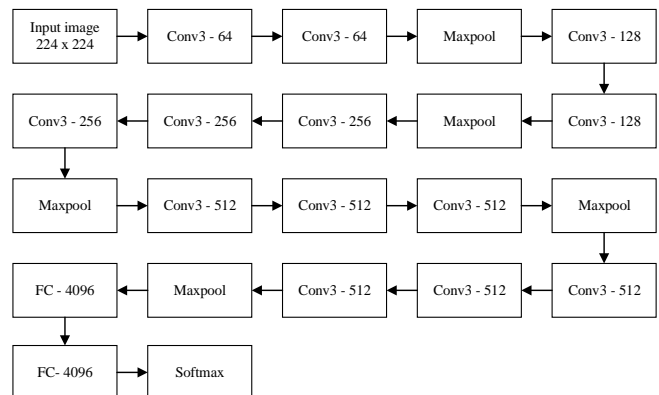 Input image
224 x 224
Conv3 - 64
Conv3 - 64
Maxpool
Conv3 - 128
Conv3 - 128
Maxpool
Conv3 - 256
Conv3 - 256
Conv3 - 256
Maxpool
Conv3 - 512
Conv3 - 512
Conv3 - 512
Maxpool
Conv3 - 512
Conv3 - 512
Conv3 - 512
Maxpool
FC - 4096
FC- 4096
Softmax